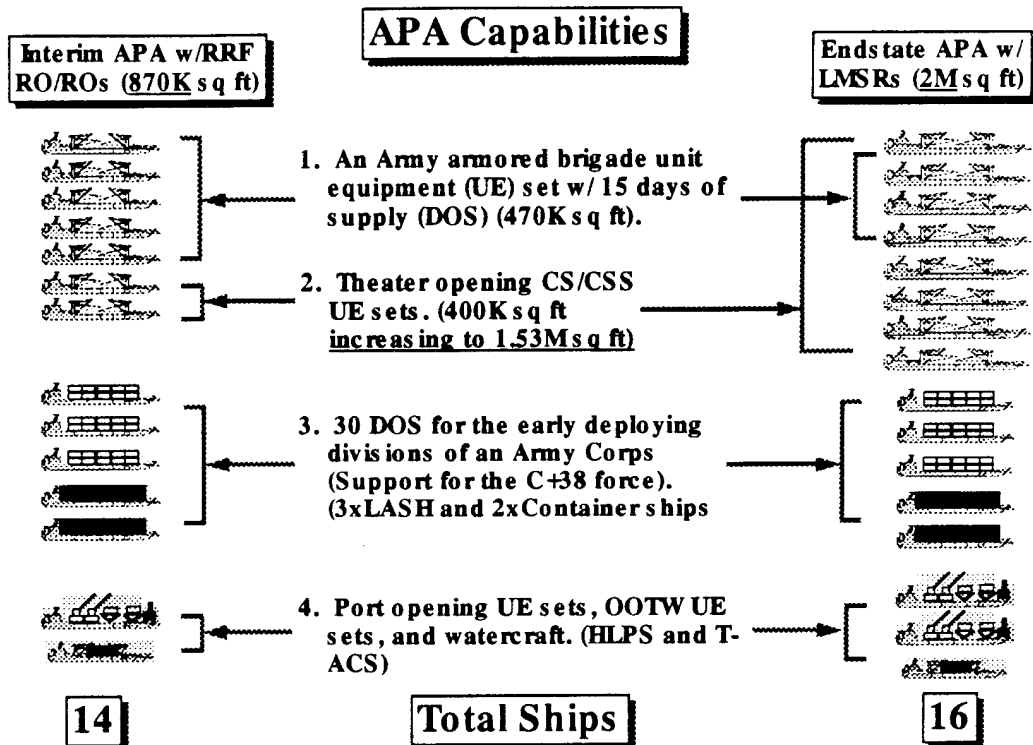 APA Capabilities
Interim APA w/RRF
RO/ROs (870K sq ft)
Endstate APA w/
LMSRs (2M sq ft)
1. An Army armored brigade unit
equipment (UE) set w/ 15 days of
supply (DOS) (470K sq ft).
2. Theater opening CS/CSS
UE sets. (400K sq ft
increasing to 1.53M sq ft)
3. 30 DOS for the early deploying
divisions of an Army Corps
(Support for the C+38 force).
(3xLASH and 2xContainer ships
4. Port opening UE sets, OOTW UE
sets, and watercraft. (HLPS and T-
ACS)
14
Total Ships
16